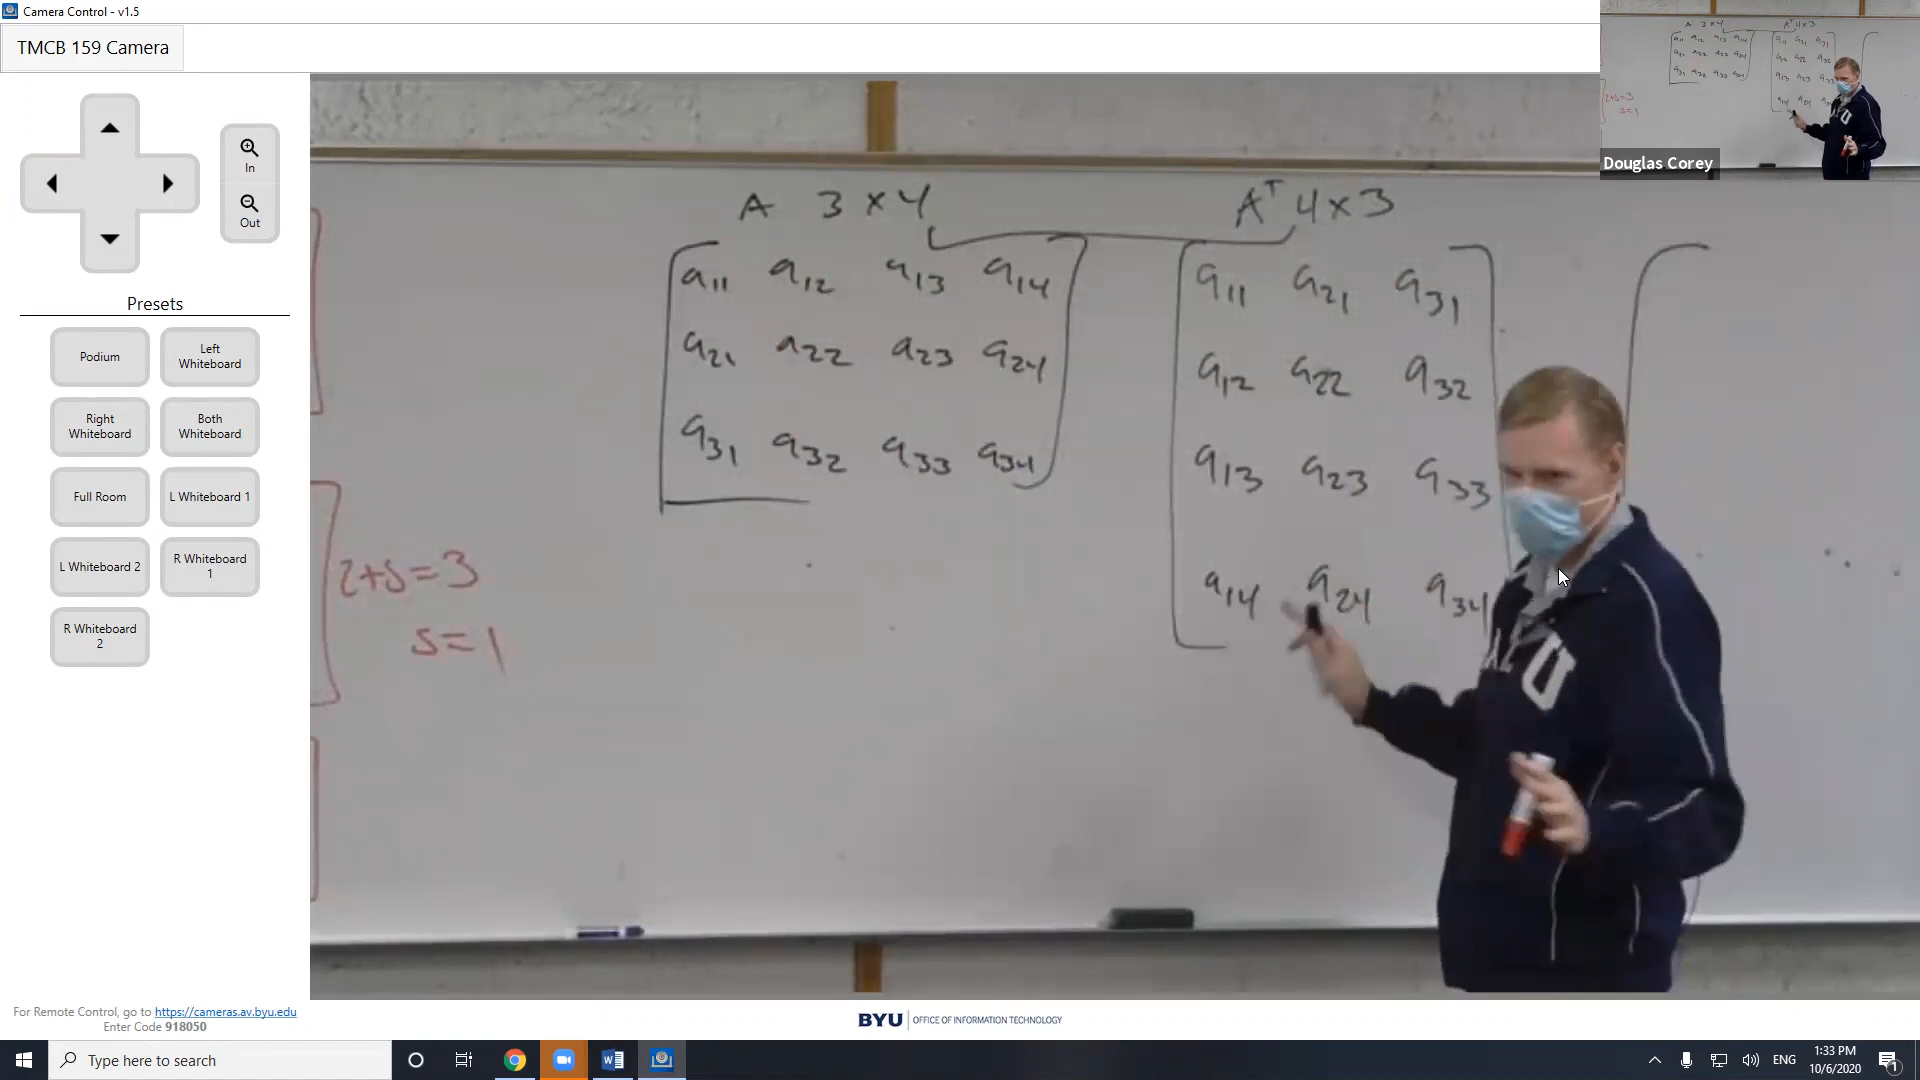 Camera Control - v1.5
TMCB 159 Camera
In
Out
Presets
Podium
Left Whiteboard
Right Whiteboard
Both Whiteboard
Full Room
L Whiteboard 1
L Whiteboard 2
R Whiteboard 1
R Whiteboard 2
For Remote Control, go to https://cameras.av.byu.edu
Enter Code 918050
A 3 × 4
a11 a12 a13 a14
a21 a22 a23 a24
a31 a32 a33 a34
Aᵀ 4 × 3
a11 a21 a31
a12 a22 a32
a13 a23 a33
a14 a24 a34
2+s=3
s=1
U
Douglas Corey
BYU OFFICE OF INFORMATION TECHNOLOGY
Type here to search
ENG
1:33 PM
10/6/2020
1